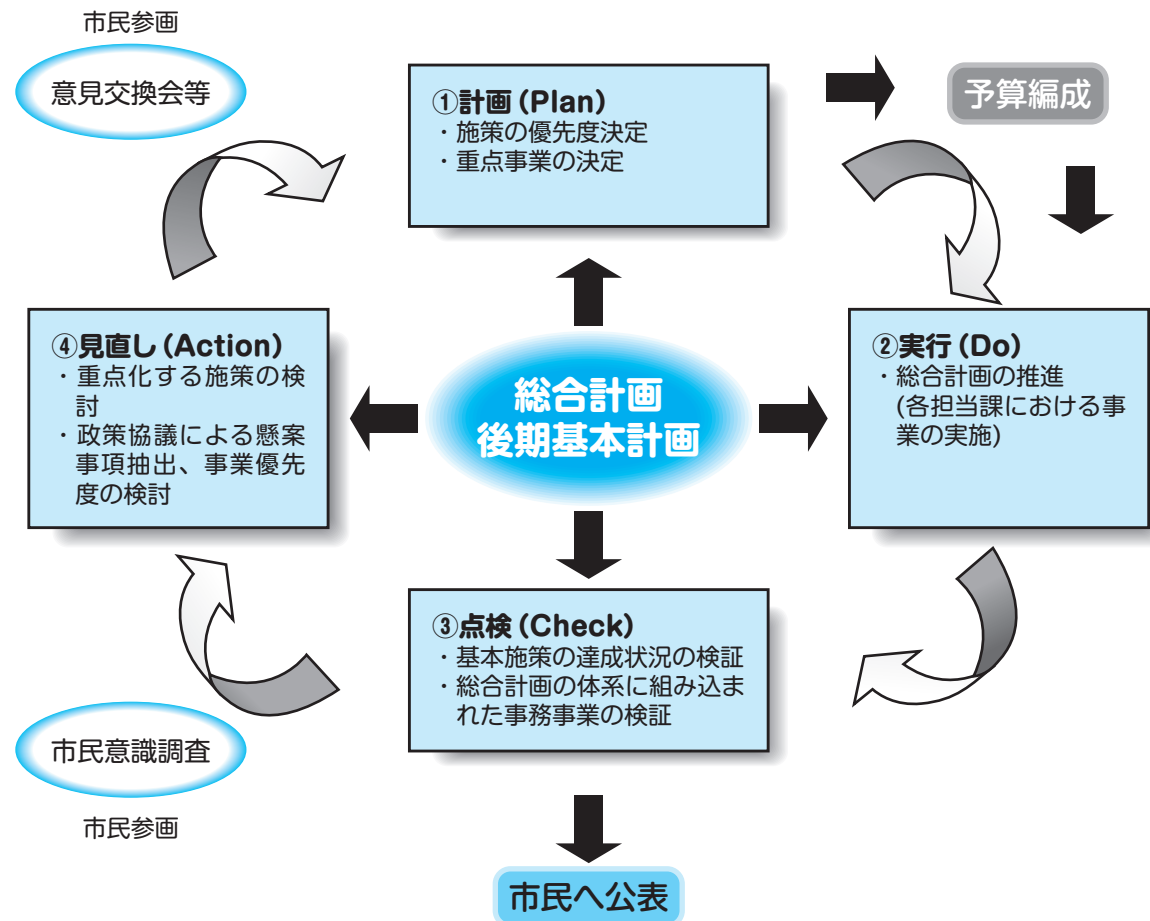 市民参画
意見交換会等
①計画(Plan)
・施策の優先度決定
・重点事業の決定
予算編成
④見直し(Action)
・重点化する施策の検
討
・政策協議による懸案
事項抽出、事業優先
度の検討
総合計画
後期基本計画
②実行(Do)
・総合計画の推進
(各担当課における事
業の実施)
③点検(Check)
・基本施策の達成状況の検証
・総合計画の体系に組み込ま
れた事務事業の検証
市民意識調査
市民参画
市民へ公表